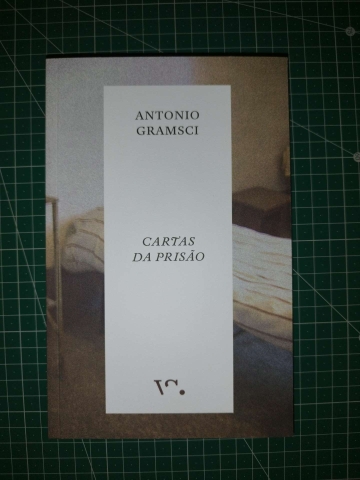 ANTONIO
GRAMSCI
CARTAS
DA PRISÃO